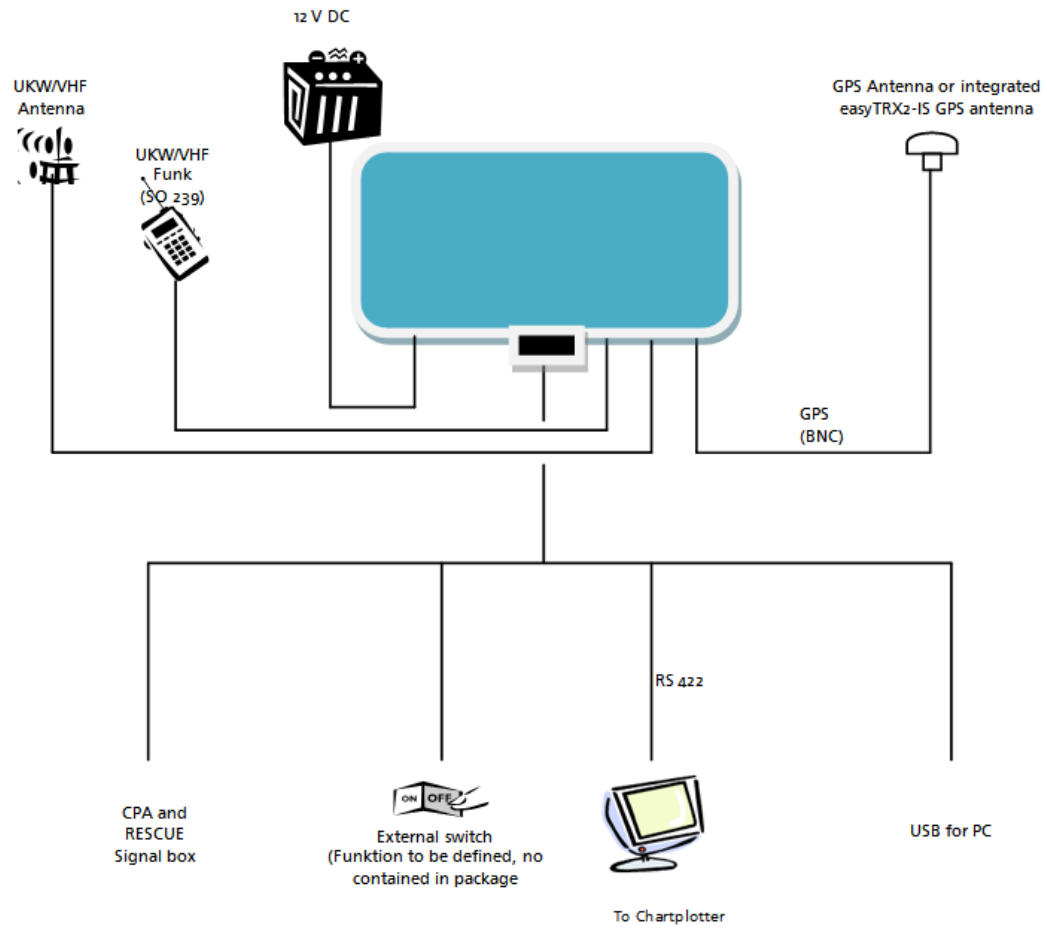 12 V DC
UKW/VHF
Antenna
UKW/VHF
Funk
(SO 239)
GPS Antenna or integrated
easyTRX2-IS GPS antenna
GPS
(BNC)
RS 422
CPA and
RESCUE
Signal box
ON OFF
External switch
(Funktion to be defined, no
contained in package
To Chartplotter
USB for PC